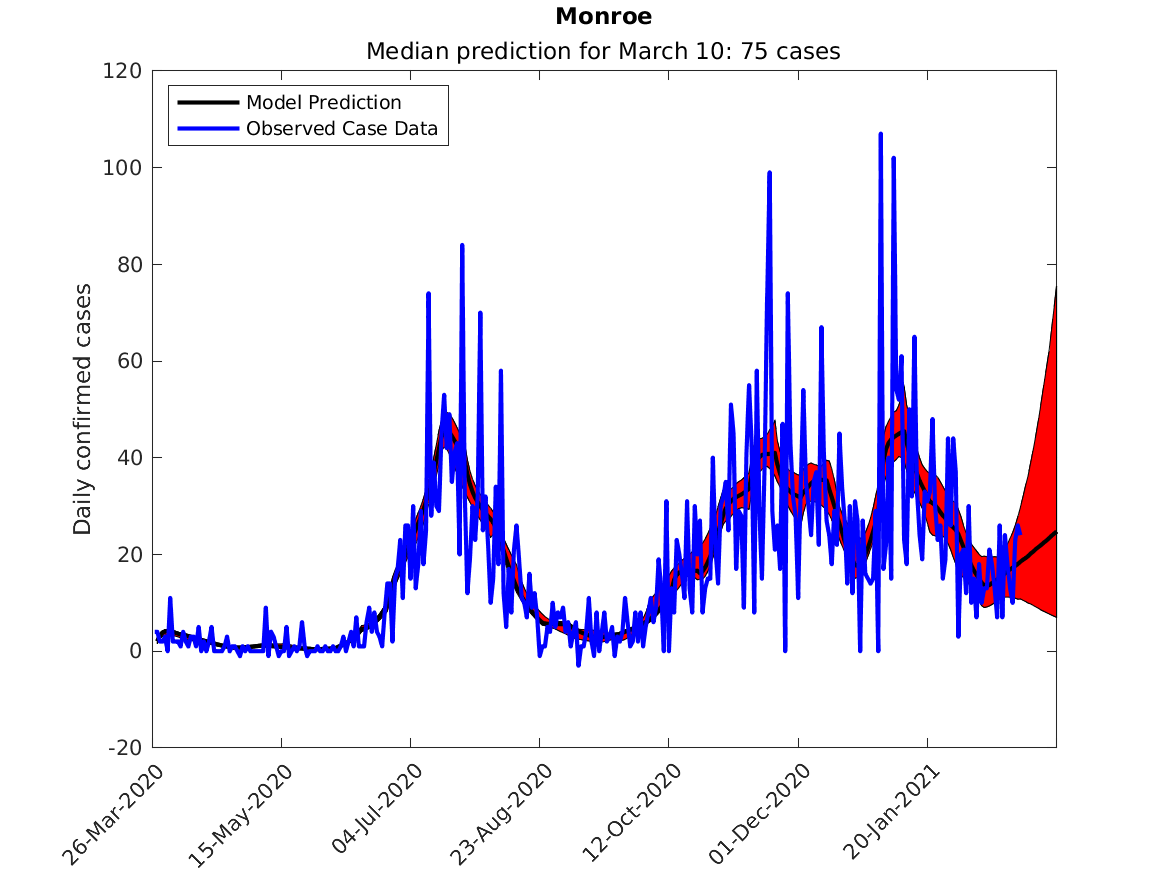 Monroe
Median prediction for March 10: 75 cases
Model Prediction
Observed Case Data
Daily confirmed cases
120
100
80
60
40
20
0
-20
26-Mar-2020
15-May-2020
04-Jul-2020
23-Aug-2020
12-Oct-2020
01-Dec-2020
20-Jan-2021